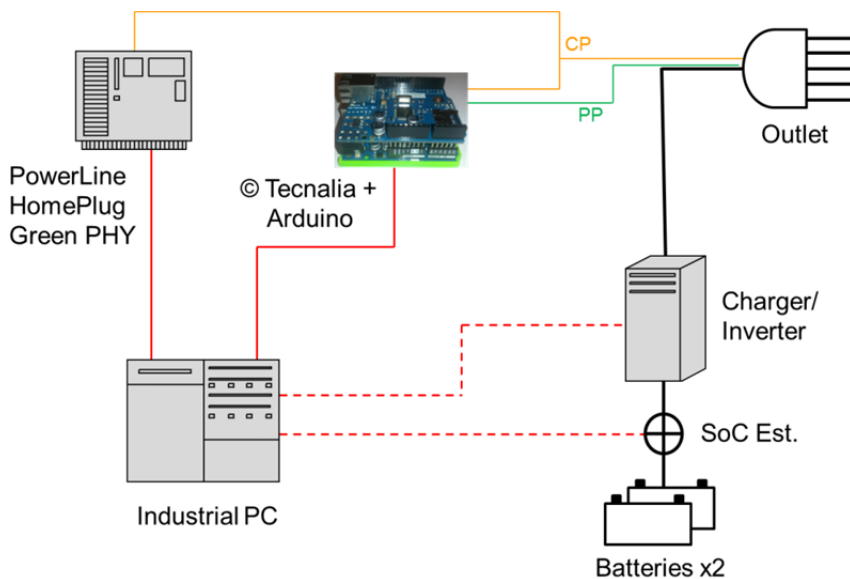 CP
PP
Outlet
PowerLine
HomePlug
Green PHY
© Tecnalia +
Arduino
Charger/
Inverter
SoC Est.
Industrial PC
Batteries x2